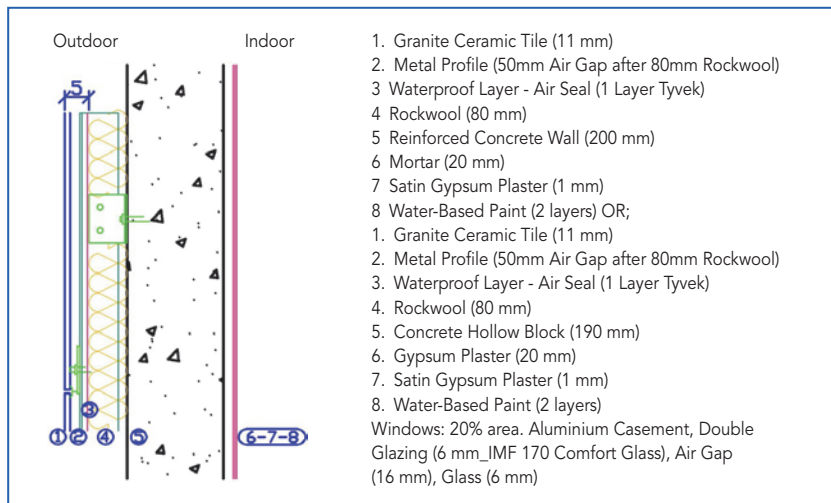 Outdoor
Indoor
5
1
2
3
4
5
6-7-8
1. Granite Ceramic Tile (11 mm)
2. Metal Profile (50mm Air Gap after 80mm Rockwool)
3 Waterproof Layer - Air Seal (1 Layer Tyvek)
4 Rockwool (80 mm)
5 Reinforced Concrete Wall (200 mm)
6 Mortar (20 mm)
7 Satin Gypsum Plaster (1 mm)
8 Water-Based Paint (2 layers) OR;
1. Granite Ceramic Tile (11 mm)
2. Metal Profile (50mm Air Gap after 80mm Rockwool)
3. Waterproof Layer - Air Seal (1 Layer Tyvek)
4. Rockwool (80 mm)
5. Concrete Hollow Block (190 mm)
6. Gypsum Plaster (20 mm)
7. Satin Gypsum Plaster (1 mm)
8. Water-Based Paint (2 layers)
Windows: 20% area. Aluminium Casement, Double
Glazing (6 mm_IMF 170 Comfort Glass), Air Gap
(16 mm), Glass (6 mm)